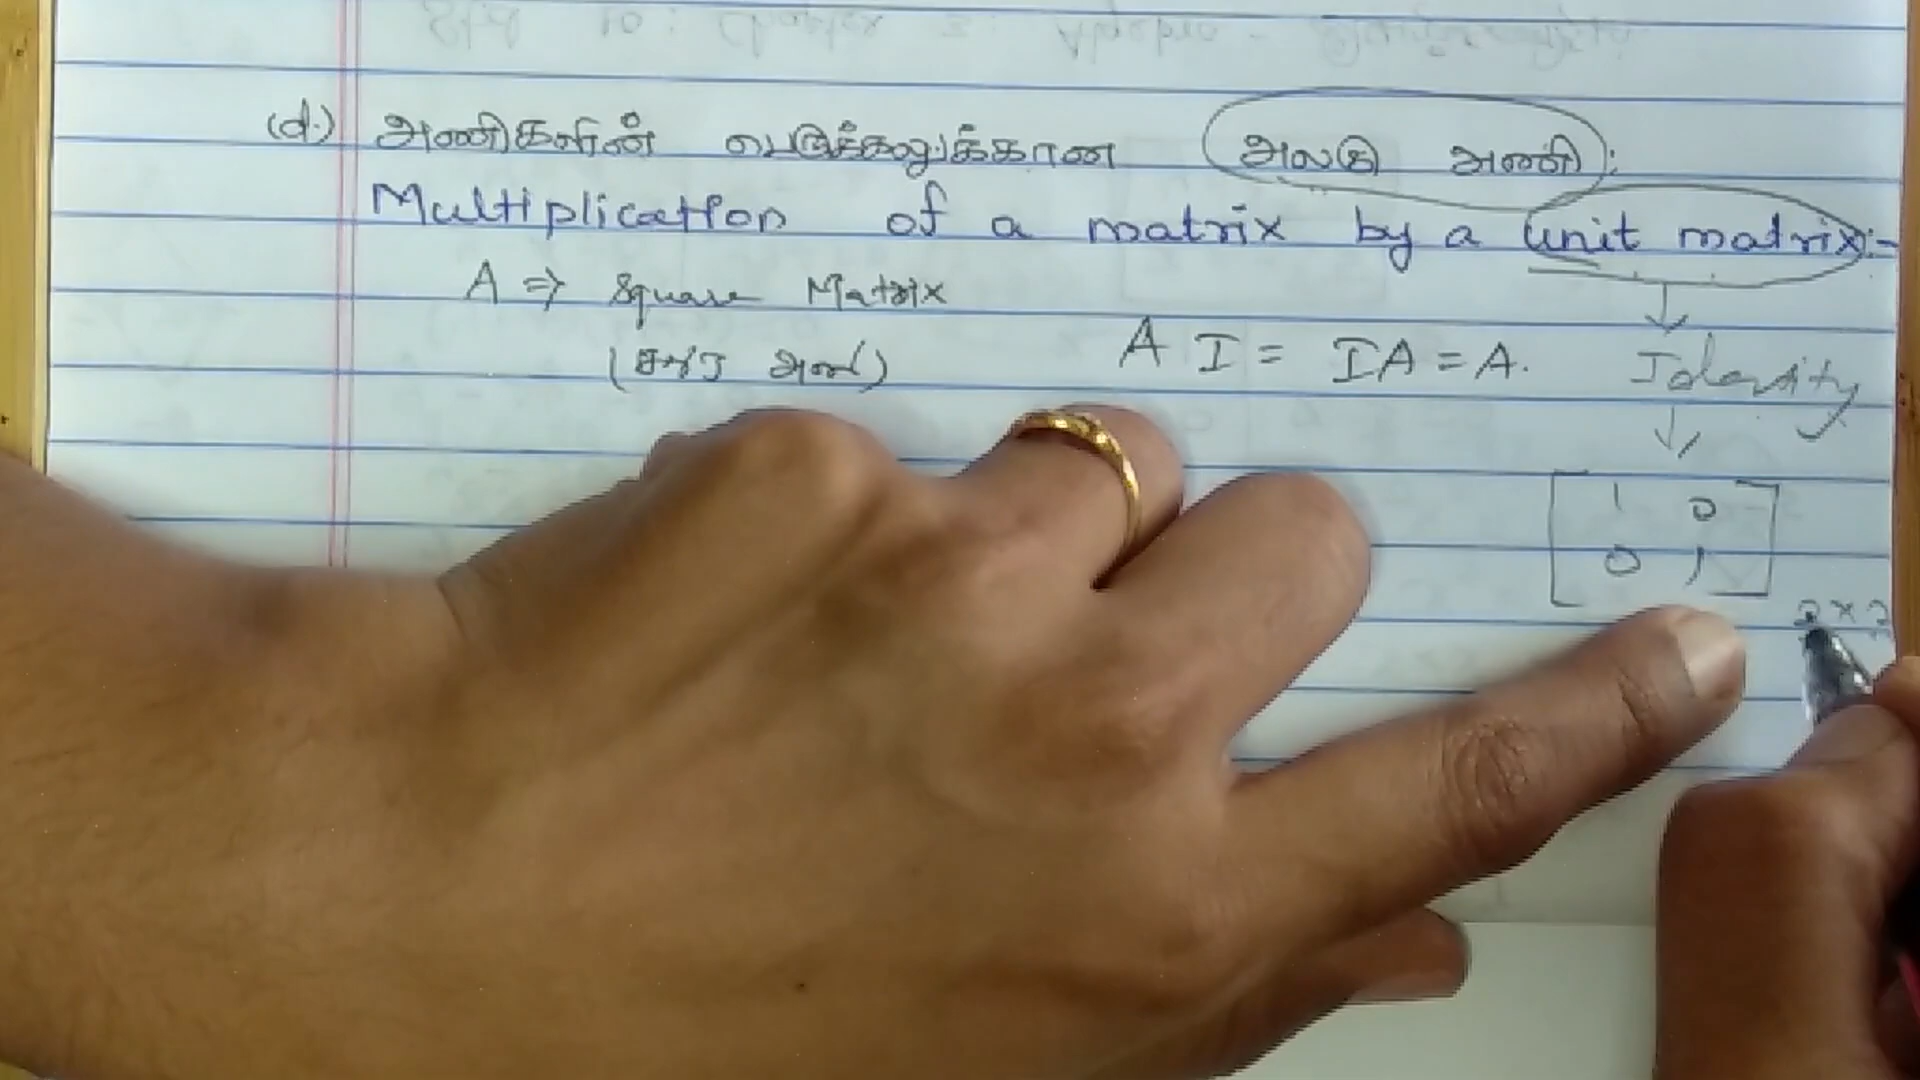 (d.) அணிகளின் பெருக்கலுக்கான அலகு அணி:
Multiplication of a matrix by a unit matrix:-
A ⇒ Square Matrix
(சதுர அணி)
A I = IA = A.
Identity
1 0
0 1
2 x 2